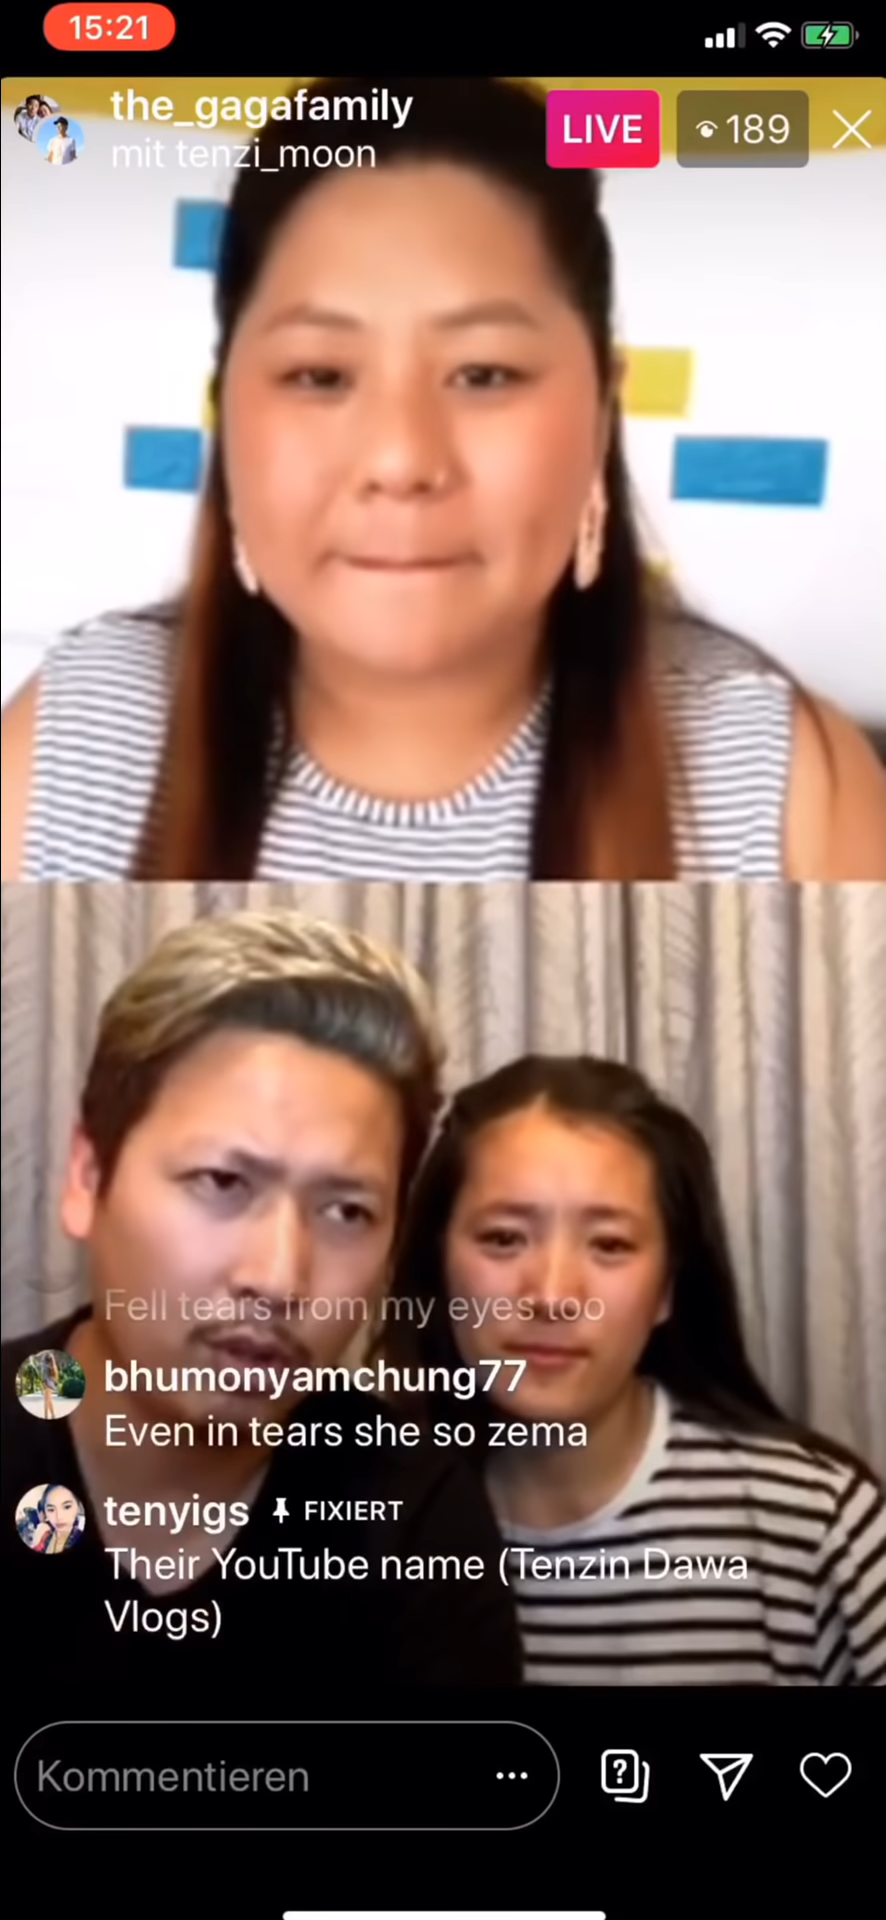 15:21
the_gagafamily
LIVE
189
mit tenzi_moon
Fell tears from my eyes too
bhumonyamchung77
Even in tears she so zema
tenyigs FIXIERT
Their YouTube name (Tenzin Dawa
Vlogs)
Kommentieren